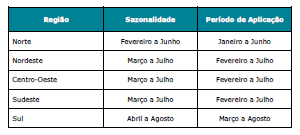 Região Sazonalidade Período de Aplicação
Norte Fevereiro a Junho Janeiro a Junho
Nordeste Março a Julho Fevereiro a Julho
Centro-Oeste Março a Julho Fevereiro a Julho
Sudeste Março a Julho Fevereiro a Julho
Sul Abril a Agosto Março a Agosto